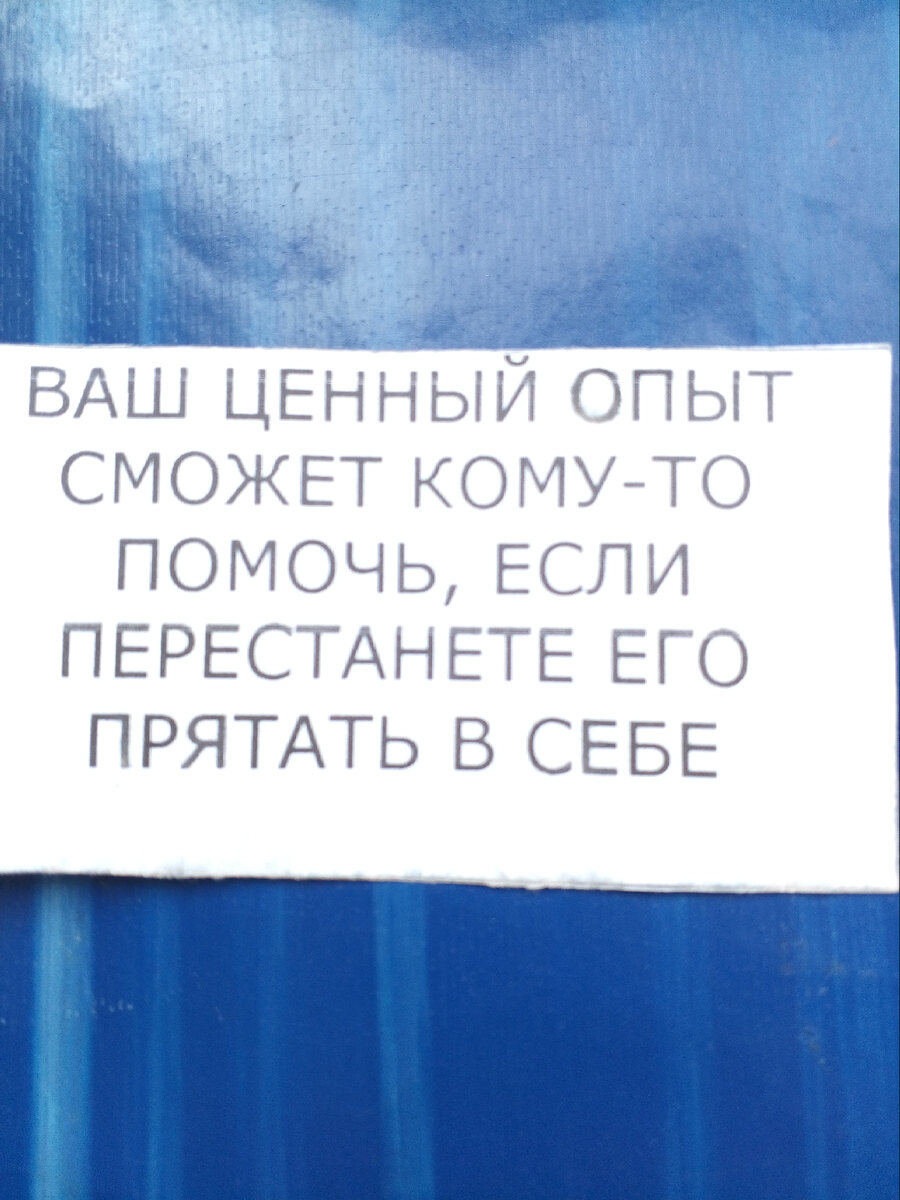 ВАШ ЦЕННЫЙ ОПЫТ
СМОЖЕТ КОМУ-ТО
ПОМОЧЬ, ЕСЛИ
ПЕРЕСТАНЕТЕ ЕГО
ПРЯТАТЬ В СЕБЕ